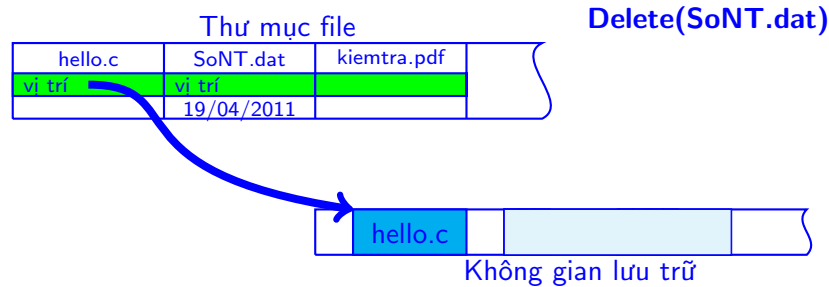 Thư mục file
Delete(SoNT.dat)
hello.c SoNT.dat kiemtra.pdf
vị trí vị trí
19/04/2011
hello.c
Không gian lưu trữ